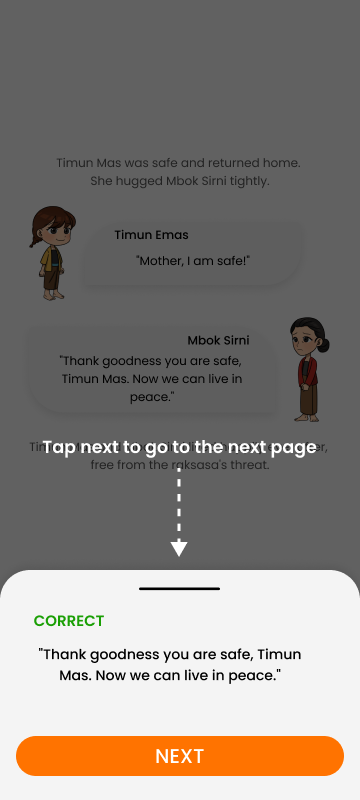 Timun Mas was safe and returned home.
She hugged Mbok Sirni tightly.
Timun Emas
"Mother, I am safe!"
Mbok Sirni
"Thank goodness you are safe,
Timun Mas. Now we can live in
peace."
Tap next to go to the next page
free from the raksasa's threat.
CORRECT
"Thank goodness you are safe, Timun
Mas. Now we can live in peace."
NEXT